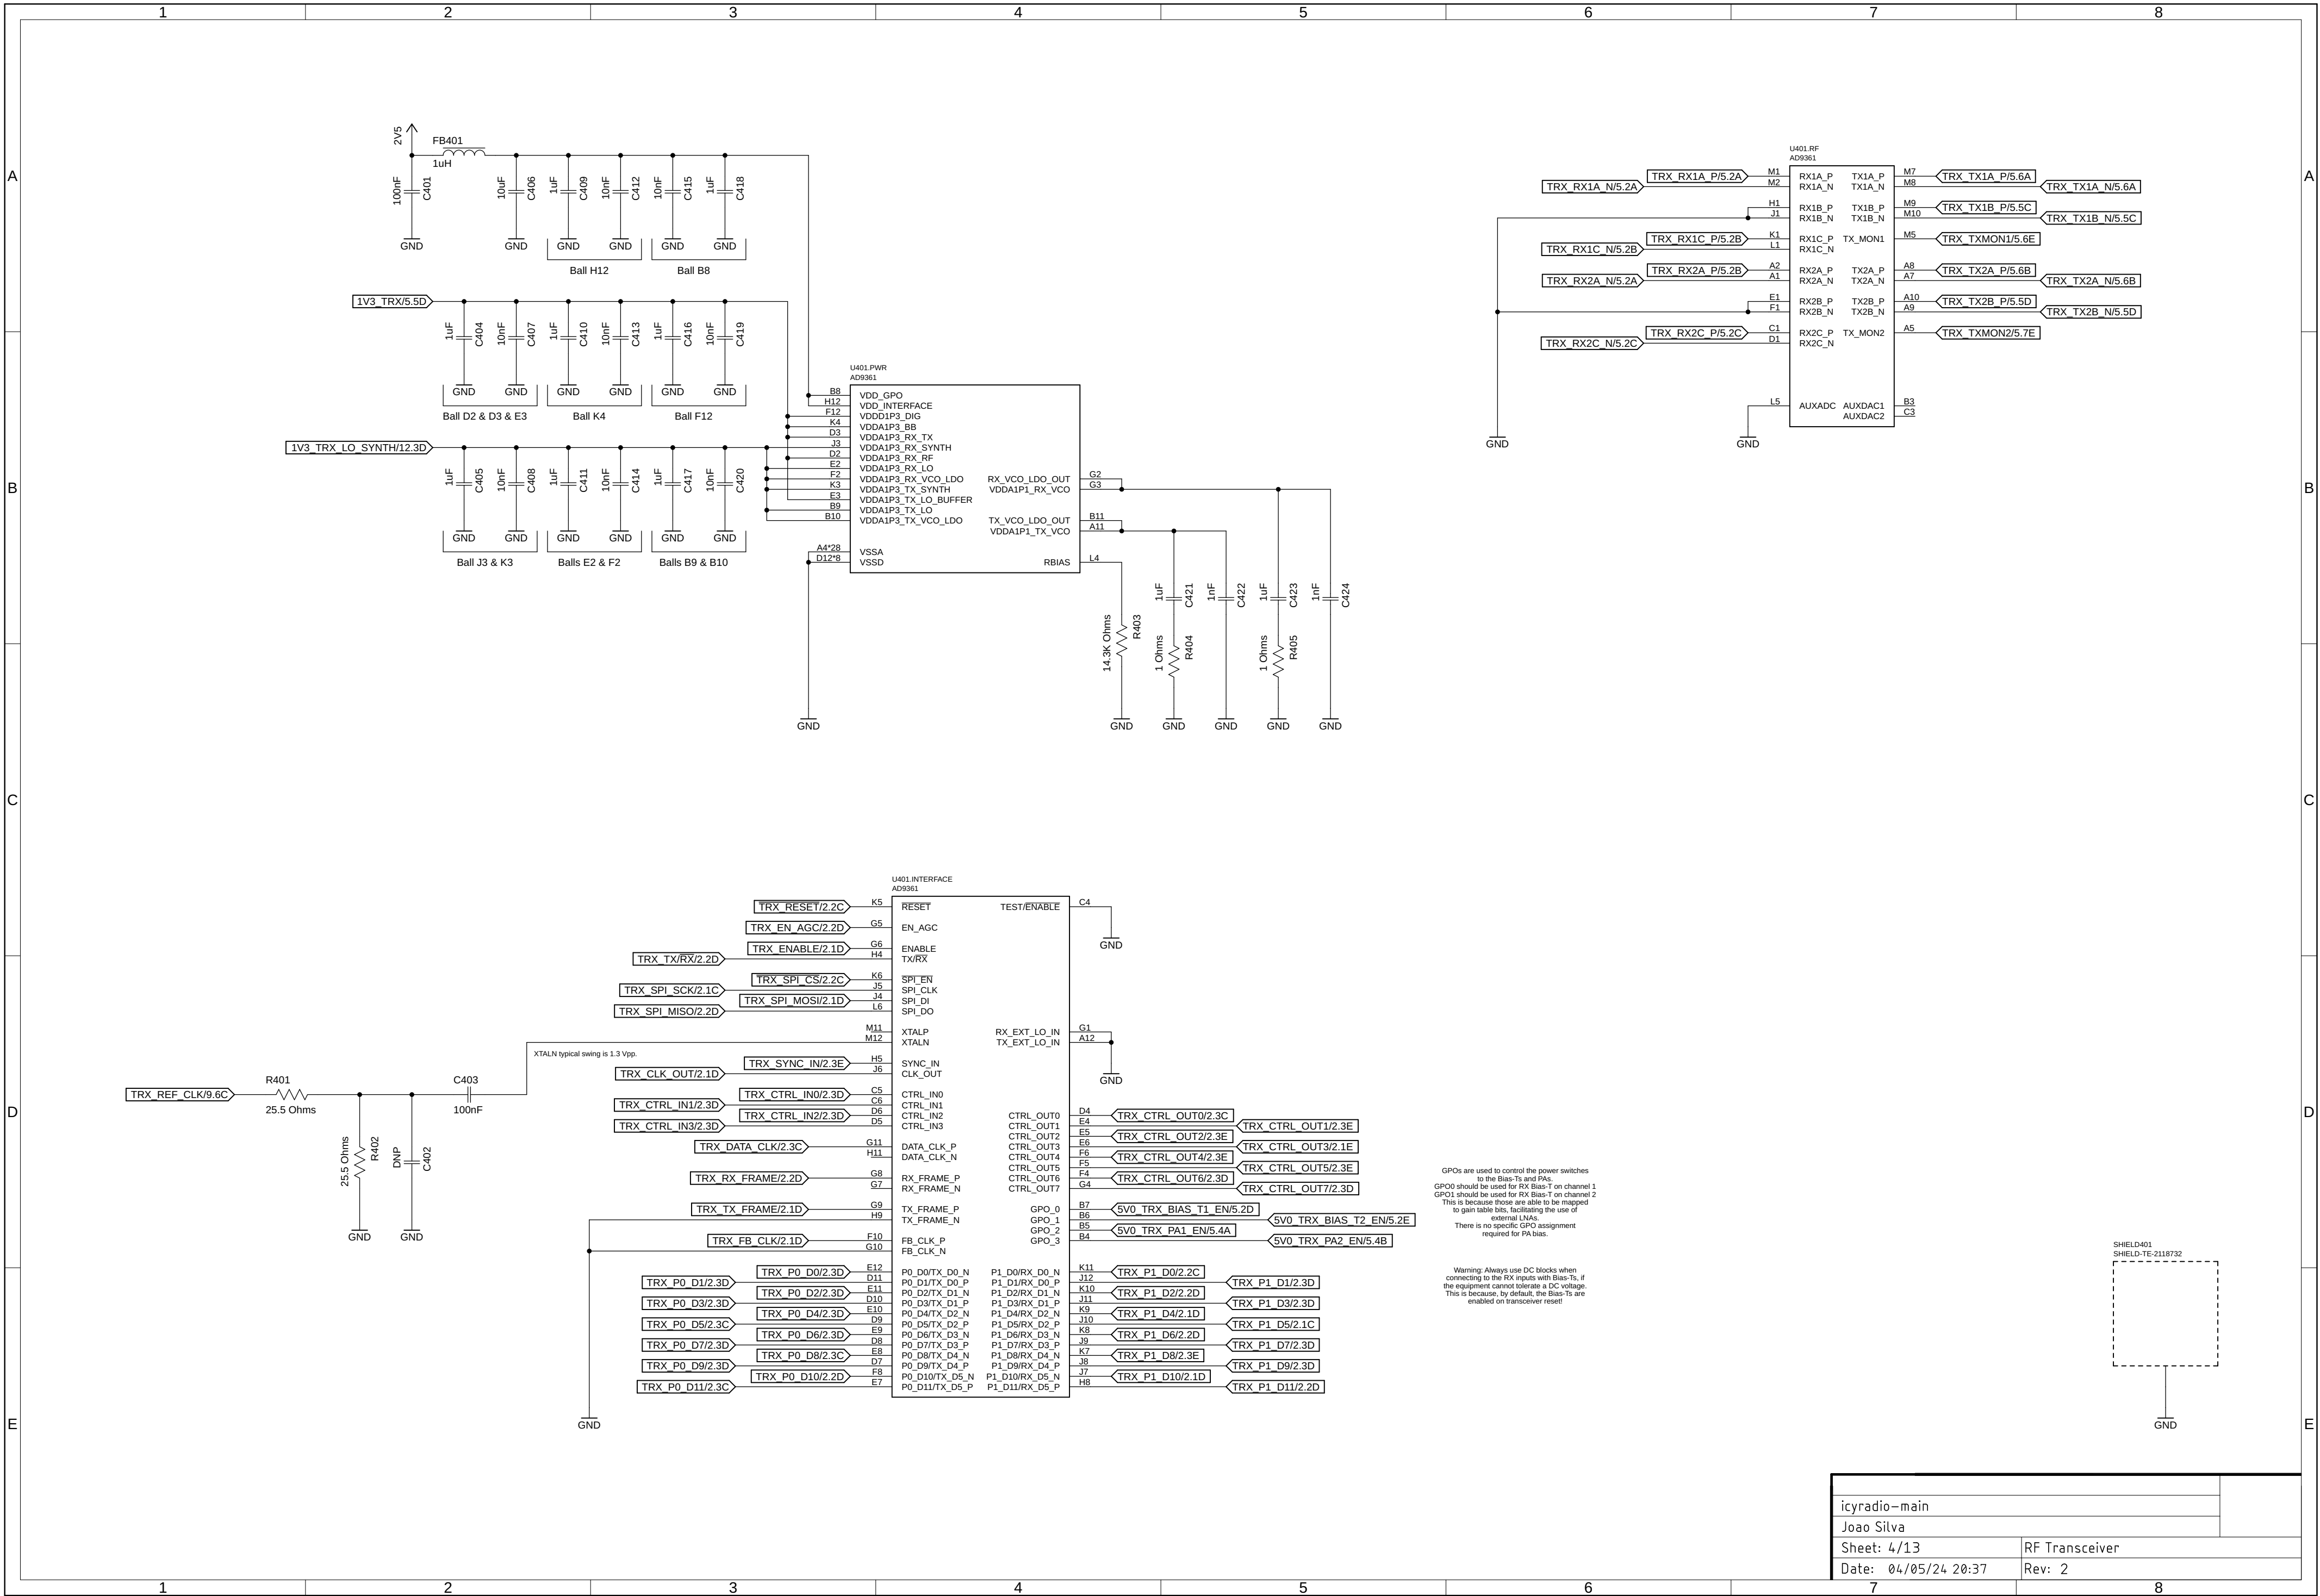 1 2 3 4 5 6 7 8
A A
B B
C C
D D
E E
2V5
FB401
1uH
100nF C401
10uF C406
1uF C409
10nF C412
10nF C415
1uF C418
GND GND GND GND GND GND
Ball H12 Ball B8
1V3_TRX/5.5D
1uF C404
10nF C407
1uF C410
10nF C413
1uF C416
10nF C419
GND GND GND GND GND GND
Ball D2 & D3 & E3 Ball K4 Ball F12
1V3_TRX_LO_SYNTH/12.3D
1uF C405
10nF C408
1uF C411
10nF C414
1uF C417
10nF C420
GND GND GND GND GND GND
Ball J3 & K3 Balls E2 & F2 Balls B9 & B10
U401.PWR
AD9361
B8 VDD_GPO
H12 VDD_INTERFACE
F12 VDDD1P3_DIG
K4 VDDA1P3_BB
D3 VDDA1P3_RX_TX
J3 VDDA1P3_RX_SYNTH
D2 VDDA1P3_RX_RF
E2 VDDA1P3_RX_LO
F2 VDDA1P3_RX_VCO_LDO RX_VCO_LDO_OUT G2
K3 VDDA1P3_TX_SYNTH VDDA1P1_RX_VCO G3
E3 VDDA1P3_TX_LO_BUFFER
B9 VDDA1P3_TX_LO TX_VCO_LDO_OUT B11
B10 VDDA1P3_TX_VCO_LDO VDDA1P1_TX_VCO A11
A4*28 VSSA
D12*8 VSSD RBIAS L4
14.3K Ohms R403
1uF C421
1 Ohms R404
1nF C422
1uF C423
1 Ohms R405
1nF C424
GND GND GND GND GND GND
U401.RF
AD9361
TRX_RX1A_P/5.2A M1 RX1A_P TX1A_P M7 TRX_TX1A_P/5.6A
TRX_RX1A_N/5.2A M2 RX1A_N TX1A_N M8 TRX_TX1A_N/5.6A
H1 RX1B_P TX1B_P M9 TRX_TX1B_P/5.5C
J1 RX1B_N TX1B_N M10 TRX_TX1B_N/5.5C
TRX_RX1C_P/5.2B K1 RX1C_P TX_MON1 M5 TRX_TXMON1/5.6E
TRX_RX1C_N/5.2B L1 RX1C_N
TRX_RX2A_P/5.2B A2 RX2A_P TX2A_P A8 TRX_TX2A_P/5.6B
TRX_RX2A_N/5.2A A1 RX2A_N TX2A_N A7 TRX_TX2A_N/5.6B
E1 RX2B_P TX2B_P A10 TRX_TX2B_P/5.5D
F1 RX2B_N TX2B_N A9 TRX_TX2B_N/5.5D
TRX_RX2C_P/5.2C C1 RX2C_P TX_MON2 A5 TRX_TXMON2/5.7E
TRX_RX2C_N/5.2C D1 RX2C_N
L5 AUXADC AUXDAC1 B3
AUXDAC2 C3
GND GND
U401.INTERFACE
AD9361
TRX_RESET/2.2C K5 RESET TEST/ENABLE C4
TRX_EN_AGC/2.2D G5 EN_AGC
GND
TRX_ENABLE/2.1D G6 ENABLE
TRX_TX/RX/2.2D H4 TX/RX
TRX_SPI_CS/2.2C K6 SPI_EN
TRX_SPI_SCK/2.1C J5 SPI_CLK
TRX_SPI_MOSI/2.1D J4 SPI_DI
TRX_SPI_MISO/2.2D L6 SPI_DO
M11 XTALP RX_EXT_LO_IN G1
M12 XTALN TX_EXT_LO_IN A12
XTALN typical swing is 1.3 Vpp.
TRX_SYNC_IN/2.3E H5 SYNC_IN
TRX_CLK_OUT/2.1D J6 CLK_OUT
GND
TRX_REF_CLK/9.6C
R401
25.5 Ohms
C403
100nF
25.5 Ohms R402
DNP C402
GND GND
TRX_CTRL_IN0/2.3D C5 CTRL_IN0
TRX_CTRL_IN1/2.3D C6 CTRL_IN1
TRX_CTRL_IN2/2.3D D6 CTRL_IN2 CTRL_OUT0 D4 TRX_CTRL_OUT0/2.3C
TRX_CTRL_IN3/2.3D D5 CTRL_IN3 CTRL_OUT1 E4 TRX_CTRL_OUT1/2.3E
CTRL_OUT2 E5 TRX_CTRL_OUT2/2.3E
TRX_DATA_CLK/2.3C G11 DATA_CLK_P CTRL_OUT3 E6 TRX_CTRL_OUT3/2.1E
H11 DATA_CLK_N CTRL_OUT4 F6 TRX_CTRL_OUT4/2.3E
CTRL_OUT5 F5 TRX_CTRL_OUT5/2.3E
TRX_RX_FRAME/2.2D G8 RX_FRAME_P CTRL_OUT6 F4 TRX_CTRL_OUT6/2.3D
G7 RX_FRAME_N CTRL_OUT7 G4 TRX_CTRL_OUT7/2.3D
TRX_TX_FRAME/2.1D G9 TX_FRAME_P GPO_0 B7 5V0_TRX_BIAS_T1_EN/5.2D
H9 TX_FRAME_N GPO_1 B6 5V0_TRX_BIAS_T2_EN/5.2E
GPO_2 B5 5V0_TRX_PA1_EN/5.4A
TRX_FB_CLK/2.1D F10 FB_CLK_P GPO_3 B4 5V0_TRX_PA2_EN/5.4B
G10 FB_CLK_N
TRX_P0_D0/2.3D E12 P0_D0/TX_D0_N P1_D0/RX_D0_N K11 TRX_P1_D0/2.2C
TRX_P0_D1/2.3D D11 P0_D1/TX_D0_P P1_D1/RX_D0_P J12 TRX_P1_D1/2.3D
TRX_P0_D2/2.3D E11 P0_D2/TX_D1_N P1_D2/RX_D1_N K10 TRX_P1_D2/2.2D
TRX_P0_D3/2.3D D10 P0_D3/TX_D1_P P1_D3/RX_D1_P J11 TRX_P1_D3/2.3D
TRX_P0_D4/2.3D E10 P0_D4/TX_D2_N P1_D4/RX_D2_N K9 TRX_P1_D4/2.1D
TRX_P0_D5/2.3C D9 P0_D5/TX_D2_P P1_D5/RX_D2_P J10 TRX_P1_D5/2.1C
TRX_P0_D6/2.3D E9 P0_D6/TX_D3_N P1_D6/RX_D3_N K8 TRX_P1_D6/2.2D
TRX_P0_D7/2.3D D8 P0_D7/TX_D3_P P1_D7/RX_D3_P J9 TRX_P1_D7/2.3D
TRX_P0_D8/2.3C E8 P0_D8/TX_D4_N P1_D8/RX_D4_N K7 TRX_P1_D8/2.3E
TRX_P0_D9/2.3D D7 P0_D9/TX_D4_P P1_D9/RX_D4_P J8 TRX_P1_D9/2.3D
TRX_P0_D10/2.2D F8 P0_D10/TX_D5_N P1_D10/RX_D5_N J7 TRX_P1_D10/2.1D
TRX_P0_D11/2.3C E7 P0_D11/TX_D5_P P1_D11/RX_D5_P H8 TRX_P1_D11/2.2D
GND
GPOs are used to control the power switches
to the Bias-Ts and PAs.
GPO0 should be used for RX Bias-T on channel 1
GPO1 should be used for RX Bias-T on channel 2
This is because those are able to be mapped
to gain table bits, facilitating the use of
external LNAs.
There is no specific GPO assignment
required for PA bias.
Warning: Always use DC blocks when
connecting to the RX inputs with Bias-Ts, if
the equipment cannot tolerate a DC voltage.
This is because, by default, the Bias-Ts are
enabled on transceiver reset!
SHIELD401
SHIELD-TE-2118732
GND
icyradio-main
Joao Silva
Sheet: 4/13 RF Transceiver
Date: 04/05/24 20:37 Rev: 2
1 2 3 4 5 6 7 8